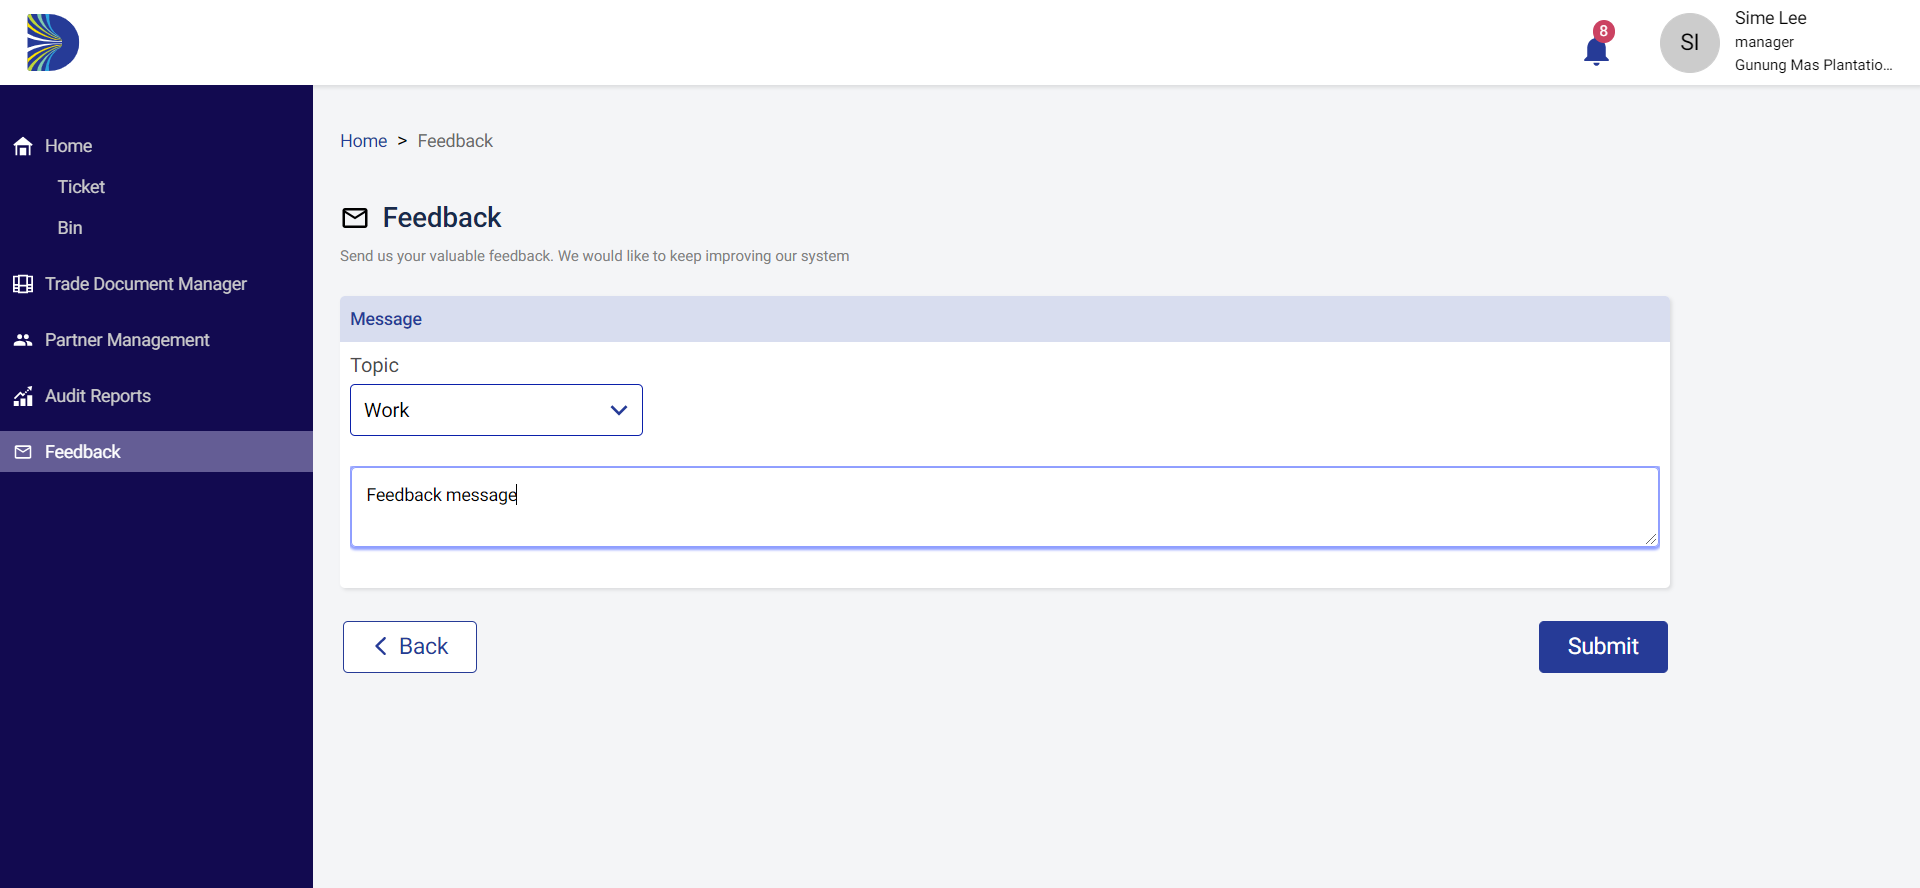 8
SI
Sime Lee
manager
Gunung Mas Plantatio...
Home
Ticket
Bin
Trade Document Manager
Partner Management
Audit Reports
Feedback
Home > Feedback
Feedback
Send us your valuable feedback. We would like to keep improving our system
Message
Topic
Work
Feedback message
Back
Submit